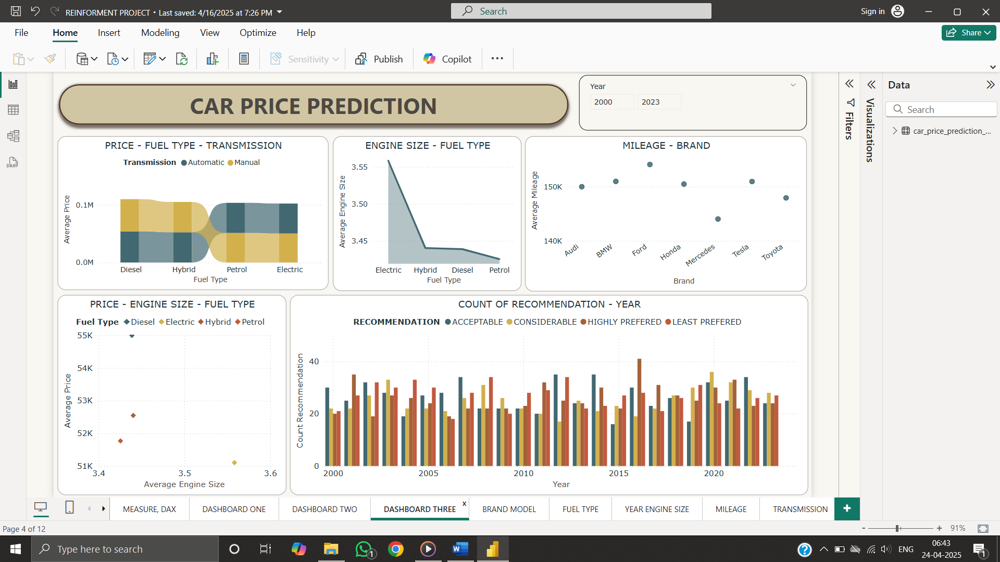 REINFORMENT PROJECT • Last saved: 4/16/2025 at 7:26 PM
Search
Sign in
File Home Insert Modeling View Optimize Help
Share
Sensitivity
Publish
Copilot
CAR PRICE PREDICTION
Year
2000 2023
Filters
Visualizations
Data
Search
car_price_prediction_...
DAX
PRICE - FUEL TYPE - TRANSMISSION
Transmission Automatic Manual
Average Price
0.1M
0.0M
Diesel Hybrid Petrol Electric
Fuel Type
ENGINE SIZE - FUEL TYPE
Average Engine Size
3.55
3.50
3.45
Electric Hybrid Diesel Petrol
Fuel Type
MILEAGE - BRAND
Average Mileage
150K
140K
Audi BMW Ford Honda Mercedes Tesla Toyota
Brand
PRICE - ENGINE SIZE - FUEL TYPE
Fuel Type Diesel Electric Hybrid Petrol
Average Price
55K
54K
53K
52K
51K
3.4 3.5 3.6
Average Engine Size
COUNT OF RECOMMENDATION - YEAR
RECOMMENDATION ACCEPTABLE CONSIDERABLE HIGHLY PREFERED LEAST PREFERED
Count Recommendation
40
20
0
2000 2005 2010 2015 2020
Year
MEASURE, DAX DASHBOARD ONE DASHBOARD TWO DASHBOARD THREE x BRAND MODEL FUEL TYPE YEAR ENGINE SIZE MILEAGE TRANSMISSION +
Page 4 of 12
- + 91%
Type here to search
1
ENG
06:43
24-04-2025
1